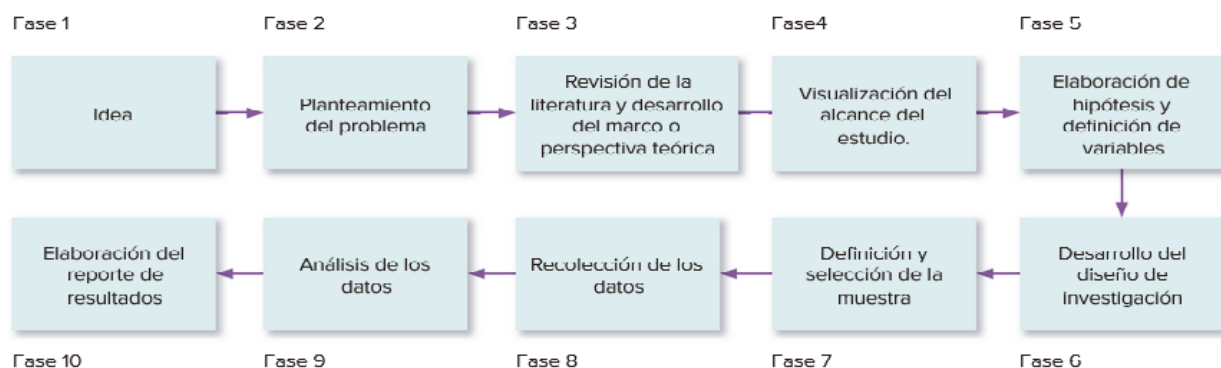 Fase 1
Fase 2
Fase 3
Fase4
Fase 5
Idea
Planteamiento
del problema
Revisión de la
literatura y desarrollo
del marco o
perspectiva teórica
Visualización del
alcance del
estudio.
Elaboración de
hipótesis y
definición de
variables
Elaboración del
reporte de
resultados
Análisis de los
datos
Recolección de los
datos
Definición y
selección de la
muestra
Desarrollo del
diseño de
investigación
Fase 10
Fase 9
Fase 8
Fase 7
Fase 6